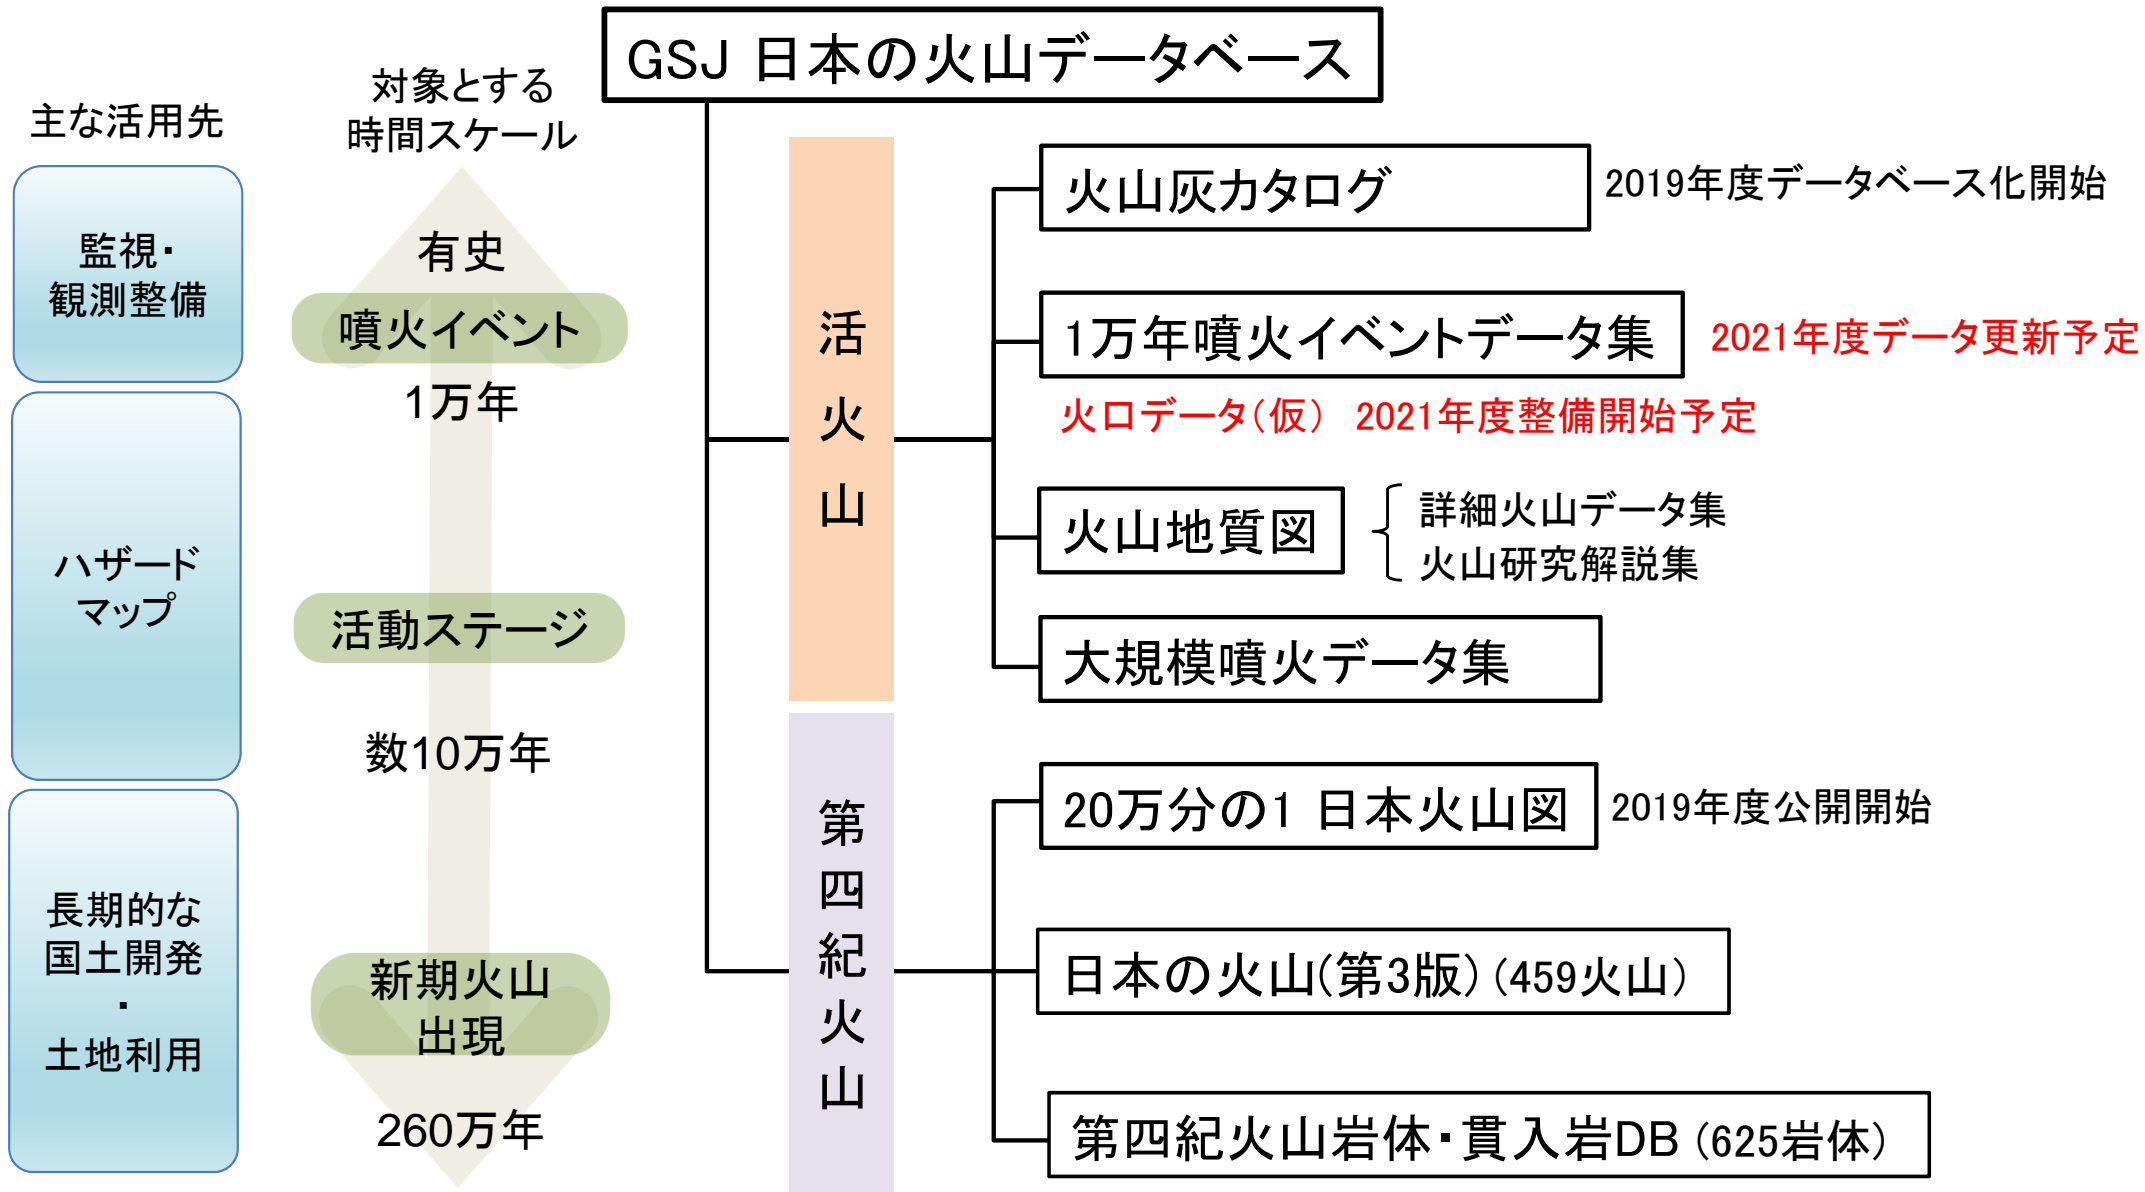 GSJ 日本の火山データベース
主な活用先
監視・
観測整備
ハザード
マップ
長期的な
国土開発
・
土地利用
対象とする
時間スケール
有史
噴火イベント
1万年
活動ステージ
数10万年
新期火山
出現
260万年
活火山
火山灰カタログ
2019年度データベース化開始
1万年噴火イベントデータ集
2021年度データ更新予定
火口データ(仮) 2021年度整備開始予定
火山地質図
詳細火山データ集
火山研究解説集
大規模噴火データ集
第四紀火山
20万分の1 日本火山図
2019年度公開開始
日本の火山(第3版) (459火山)
第四紀火山岩体・貫入岩DB (625岩体)